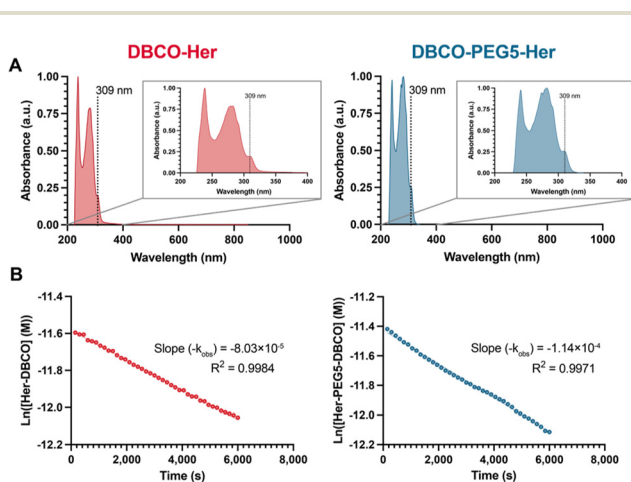 DBCO-Her
DBCO-PEG5-Her
A
Absorbance (a.u.)
1.00
0.75
0.50
0.25
0.00
309 nm
200 400 600 800 1000
Wavelength (nm)
Absorbance (a.u.)
1.00
0.75
0.50
0.25
0.00
309 nm
200 250 300 350 400
Wavelength (nm)
Absorbance (a.u.)
1.00
0.75
0.50
0.25
0.00
309 nm
200 400 600 800 1000
Wavelength (nm)
Absorbance (a.u.)
1.00
0.75
0.50
0.25
0.00
309 nm
200 250 300 350 400
Wavelength (nm)
B
Ln([Her-DBCO] (M))
-11.4
-11.6
-11.8
-12.0
-12.2
Slope (-kobs) = -8.03×10⁻⁵
R² = 0.9984
0 2,000 4,000 6,000 8,000
Time (s)
Ln([Her-PEG5-DBCO] (M))
-11.2
-11.4
-11.6
-11.8
-12.0
-12.2
Slope (-kobs) = -1.14×10⁻⁴
R² = 0.9971
0 2,000 4,000 6,000 8,000
Time (s)